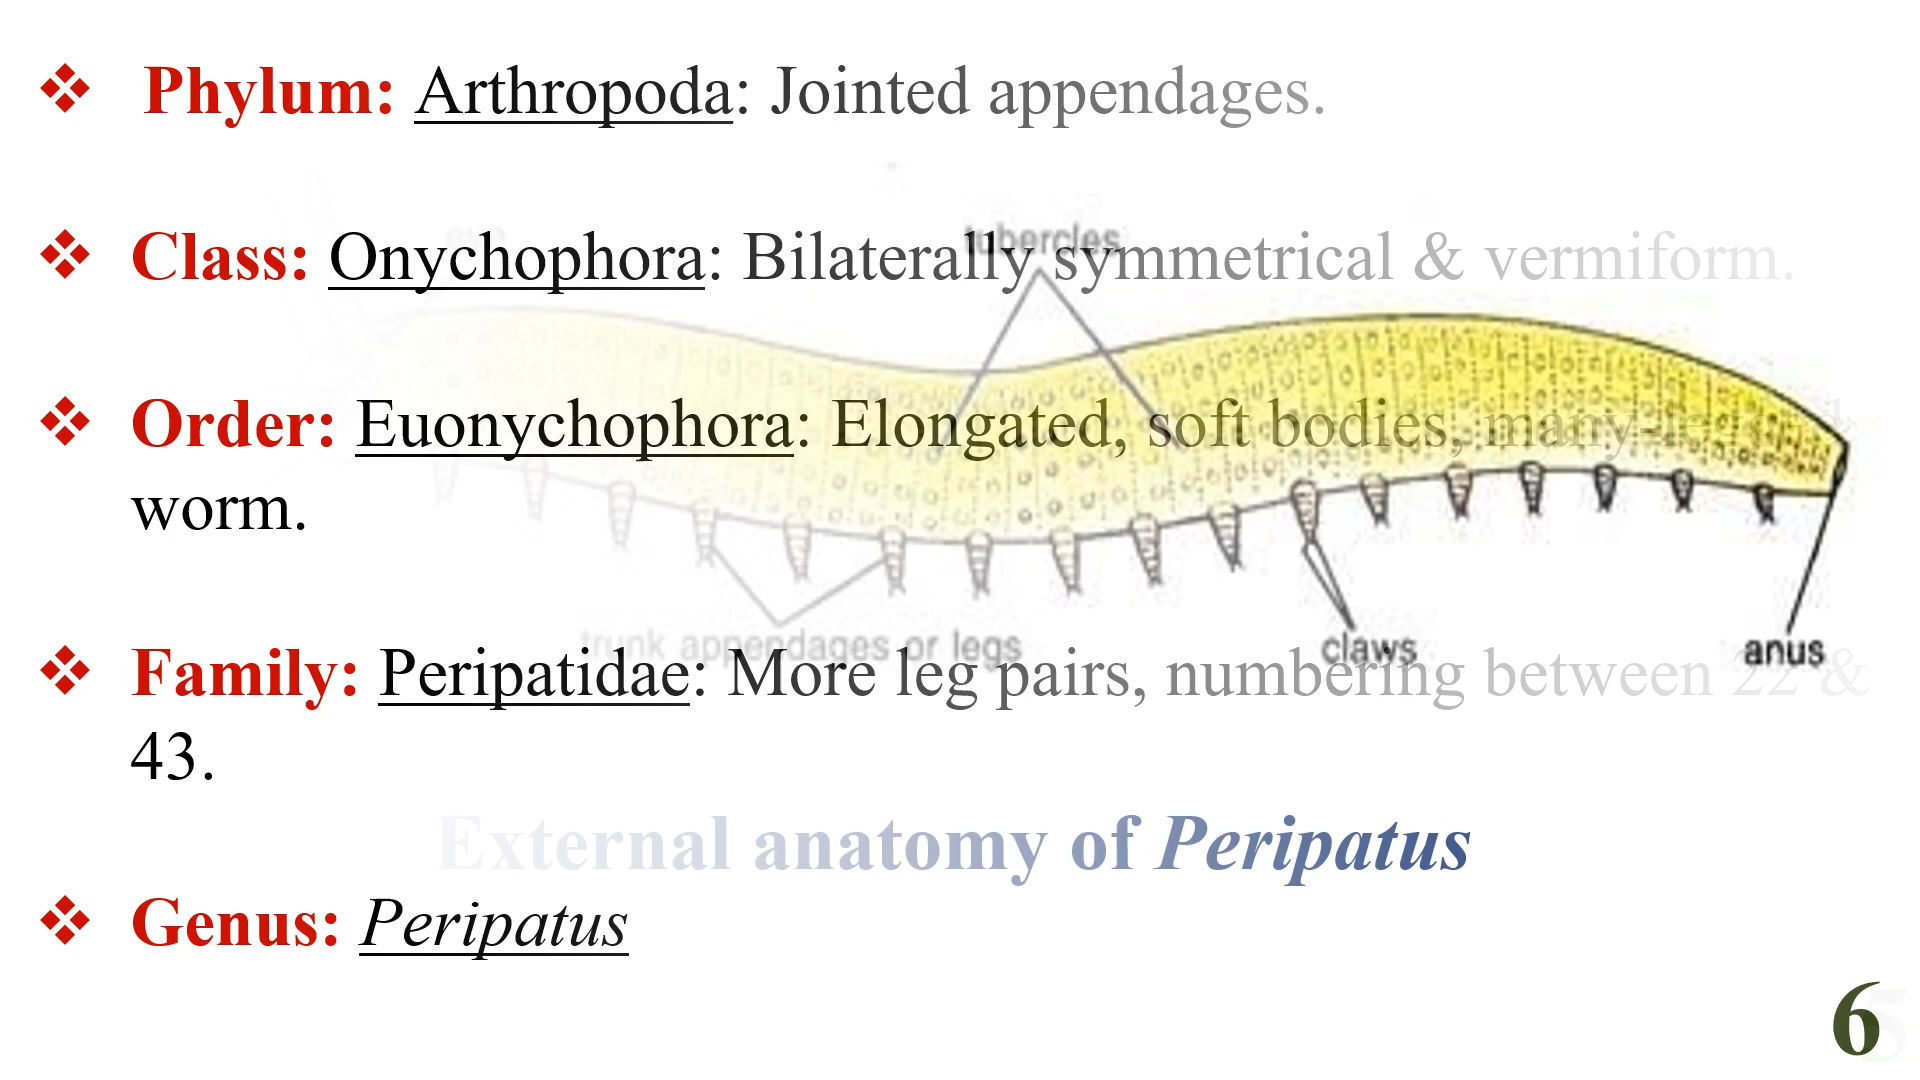 ❖ Phylum: Arthropoda: Jointed appendages.
tubercles
❖ Class: Onychophora: Bilaterally symmetrical & vermiform.
❖ Order: Euonychophora: Elongated, soft bodies,
worm.
trunk appendages or legs
claws
anus
❖ Family: Peripatidae: More leg pairs, numbering between 22 &
43.
External anatomy of Peripatus
❖ Genus: Peripatus
6